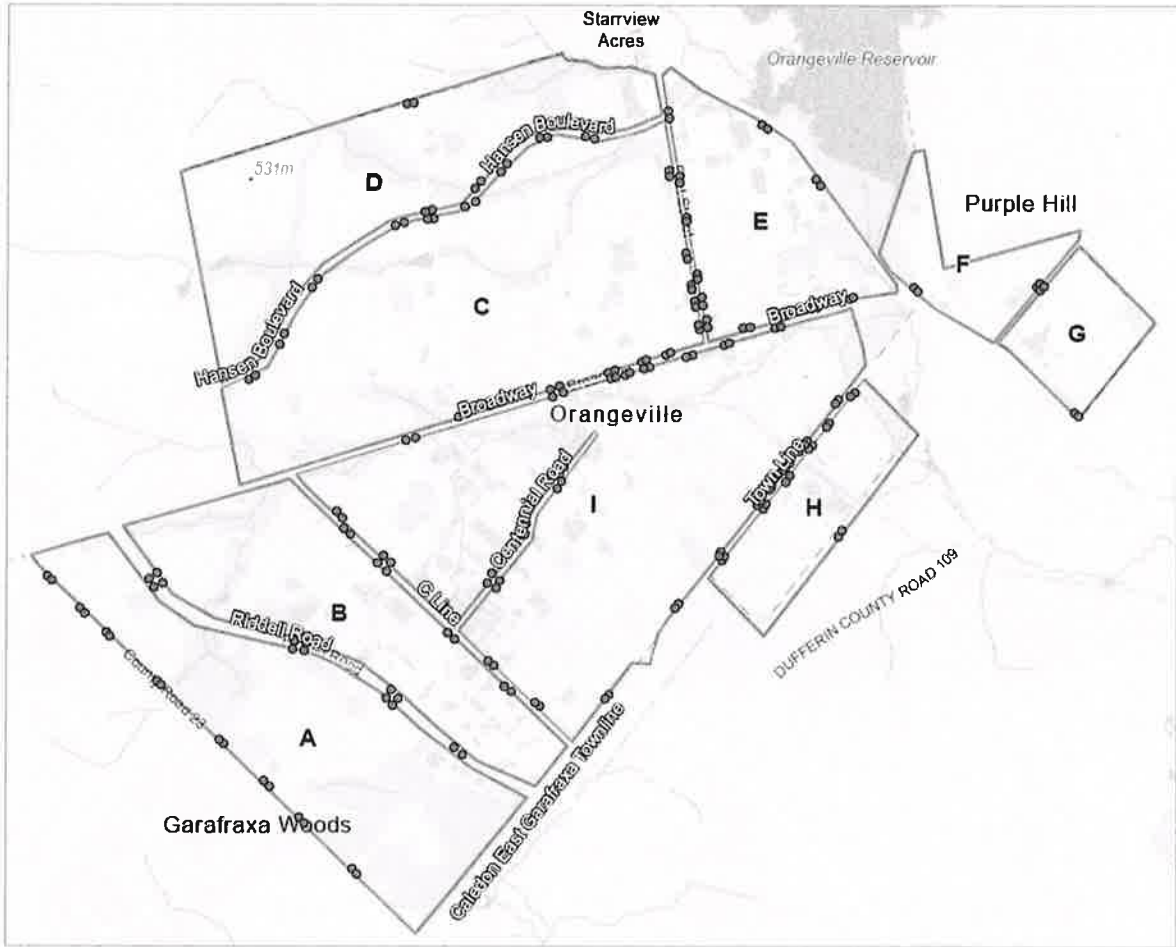 Starrview
Acres
Orangeville Reservoir
Hansen Boulevard
531m
D
Purple Hill
E
F
Hansen Boulevard
C
Broadway
G
Broadway
Orangeville
Town Line
Centennial Road
I
H
C Line
B
Riddell Road
DUFFERIN COUNTY ROAD 109
A
Caledon East Garafraxa Townline
Garafraxa Woods